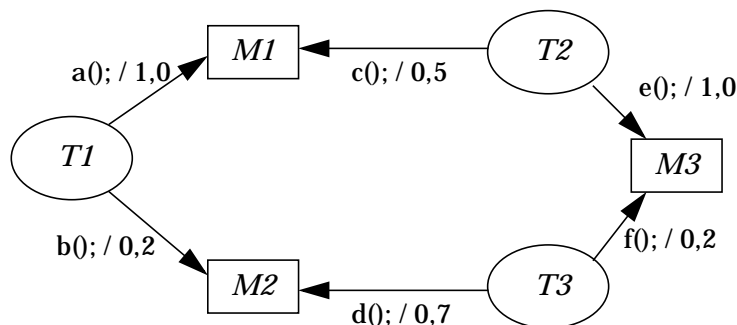 M1
T2
a(); / 1,0
c(); / 0,5
e(); / 1,0
T1
M3
b(); / 0,2
f(); / 0,2
M2
T3
d(); / 0,7